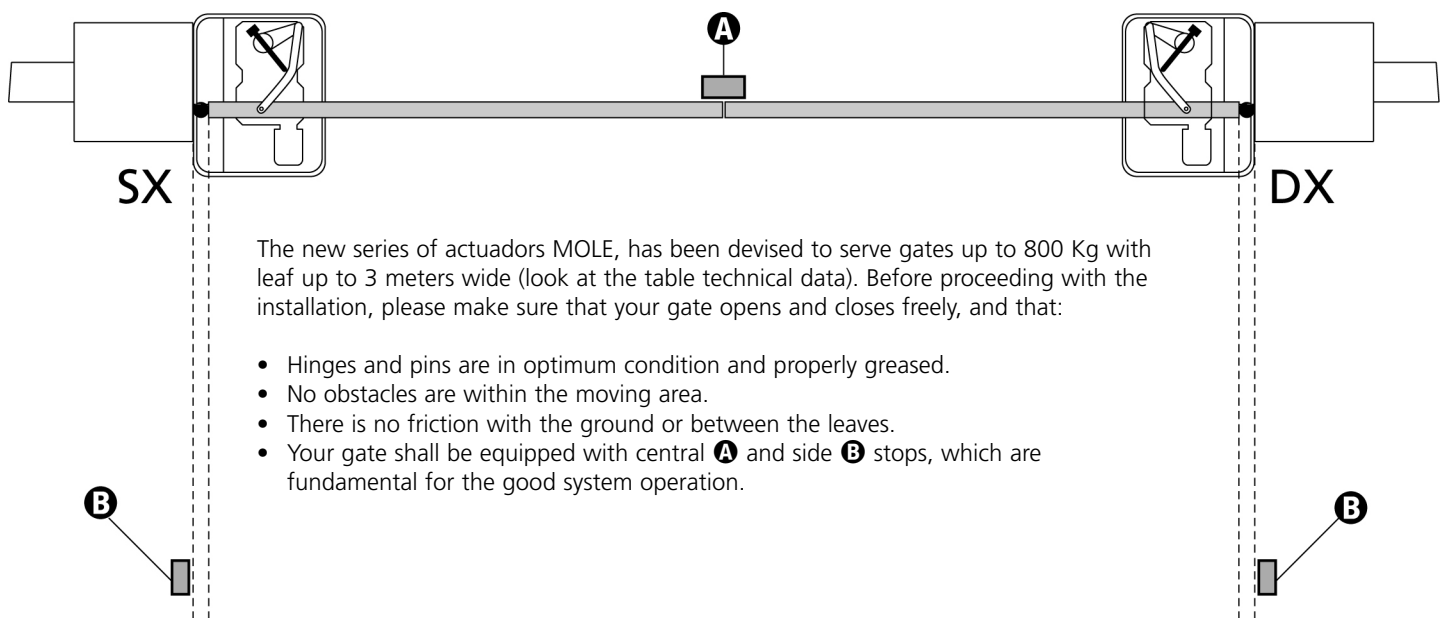 A
SX
DX
The new series of actuadors MOLE, has been devised to serve gates up to 800 Kg with
leaf up to 3 meters wide (look at the table technical data). Before proceeding with the
installation, please make sure that your gate opens and closes freely, and that:
• Hinges and pins are in optimum condition and properly greased.
• No obstacles are within the moving area.
• There is no friction with the ground or between the leaves.
• Your gate shall be equipped with central A and side B stops, which are
fundamental for the good system operation.
B
B